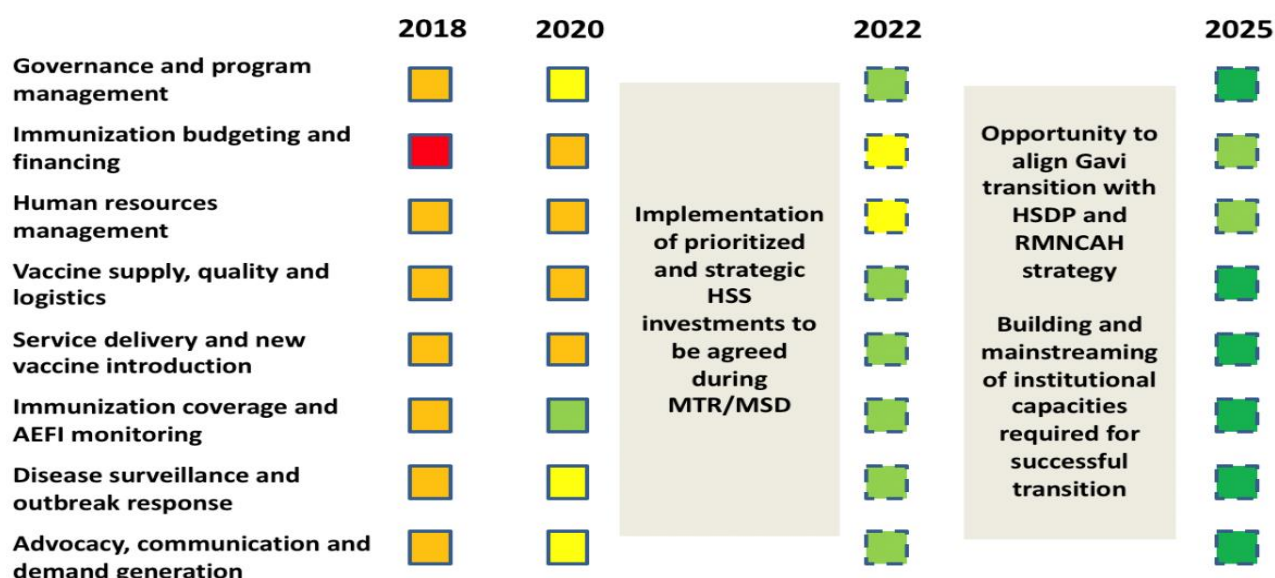 2018 2020 2022 2025
Governance and program
management
Immunization budgeting and
financing
Human resources
management
Vaccine supply, quality and
logistics
Service delivery and new
vaccine introduction
Immunization coverage and
AEFI monitoring
Disease surveillance and
outbreak response
Advocacy, communication and
demand generation
Implementation
of prioritized
and strategic
HSS
investments to
be agreed
during
MTR/MSD
Opportunity to
align Gavi
transition with
HSDP and
RMNCAH
strategy
Building and
mainstreaming
of institutional
capacities
required for
successful
transition